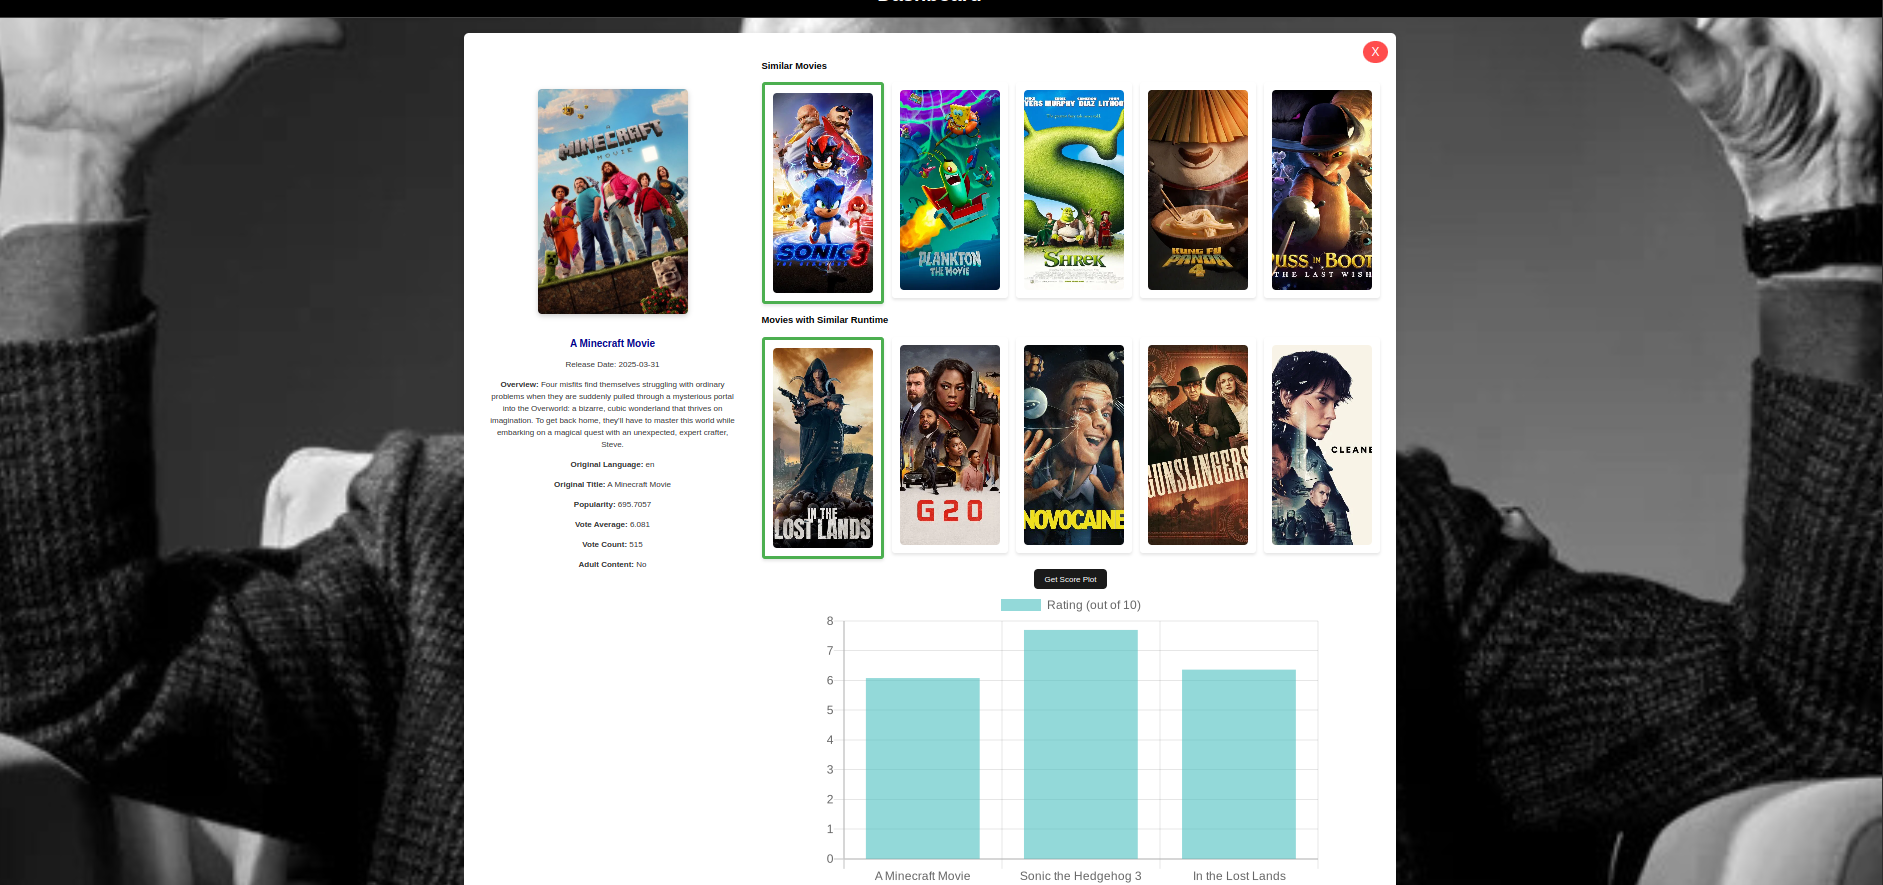 X
Similar Movies
MINECRAFT
MOVIE
SONIC 3
PLANKTON
THE MOVIE
MURPHY DIAZ
SHREK
KUNG FU
PANDA
4
USS IN BOOT
THE LAST WISH
A Minecraft Movie
Release Date: 2025-03-31
Overview: Four misfits find themselves struggling with ordinary
problems when they are suddenly pulled through a mysterious portal
into the Overworld: a bizarre, cubic wonderland that thrives on
imagination. To get back home, they'll have to master this world while
embarking on a magical quest with an unexpected, expert crafter,
Steve.
Original Language: en
Original Title: A Minecraft Movie
Popularity: 695.7057
Vote Average: 6.081
Vote Count: 515
Adult Content: No
Movies with Similar Runtime
IN THE
LOST LANDS
G20
NOVOCAINE
GUNSLINGERS
CLEANE
Get Score Plot
Rating (out of 10)
8
7
6
5
4
3
2
1
0
A Minecraft Movie Sonic the Hedgehog 3 In the Lost Lands